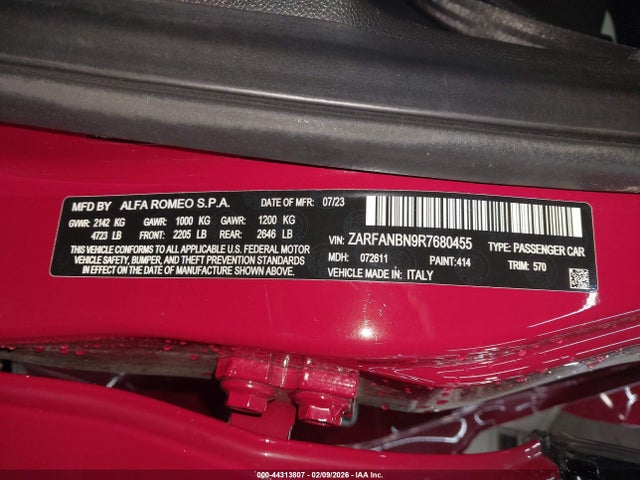 MFD BY ALFA ROMEO S.P.A. DATE OF MFR 07/23
GVWR: 2142 KG GAWR: 1000 KG GAWR: 1200 KG
4723 LB FRONT: 2205 LB REAR: 2646 LB
THIS VEHICLE CONFORMS TO ALL APPLICABLE U.S. FEDERAL MOTOR
VEHICLE SAFETY, BUMPER, AND THEFT PREVENTION STANDARDS
IN EFFECT ON THE DATE OF MANUFACTURE SHOWN ABOVE
VIN: ZARFANBN9R7680455 TYPE: PASSENGER CAR
MDH: 072611 PAINT: 414 TRIM: 570
VEHICLE MADE IN: ITALY
000-44313807 | 02/09/2026 | IAA Inc.